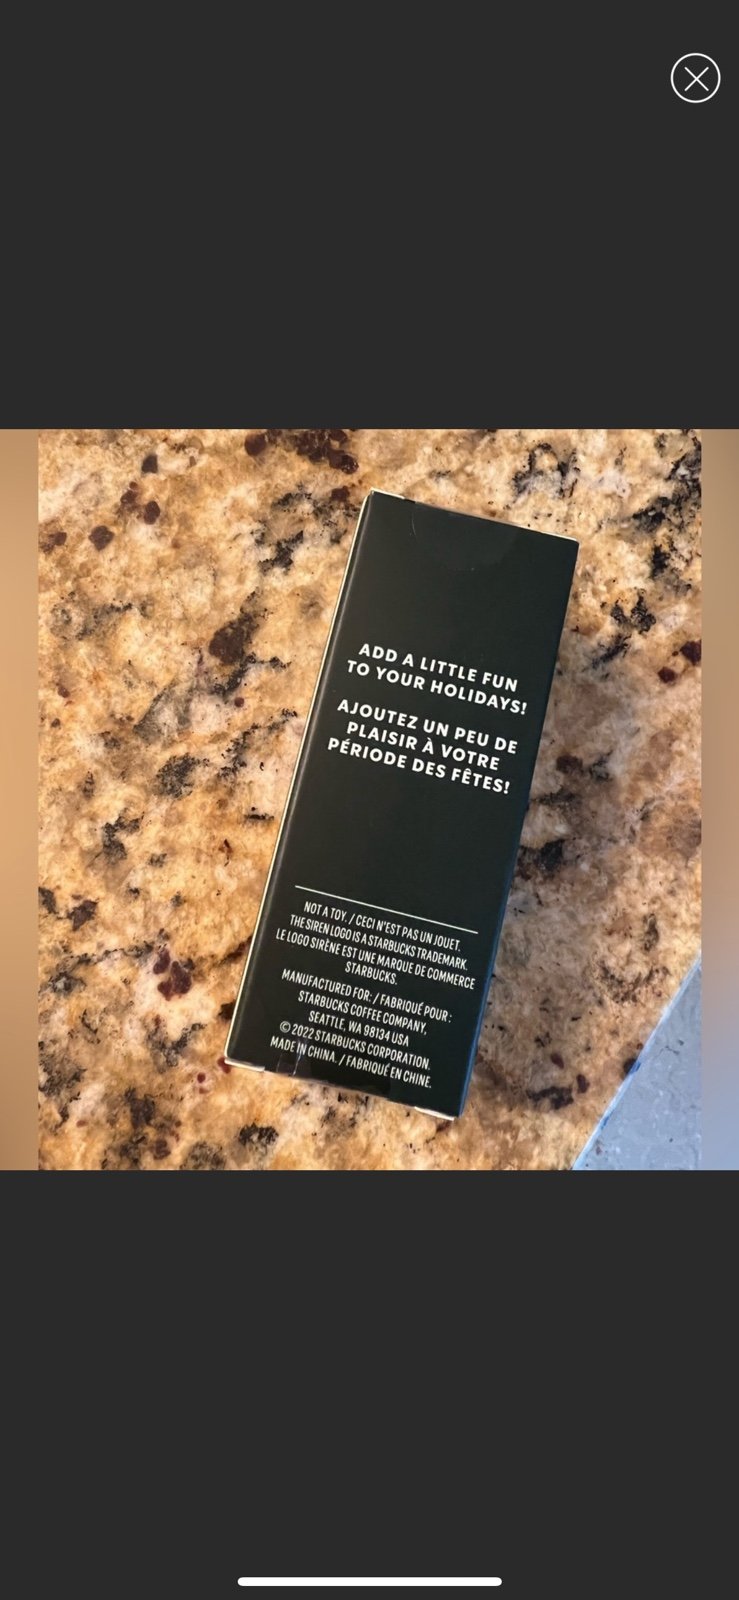 ADD A LITTLE FUN
TO YOUR HOLIDAYS!
AJOUTEZ UN PEU DE
PLAISIR À VOTRE
PÉRIODE DES FÊTES!
NOT A TOY. / CECI N'EST PAS UN JOUET.
THE SIREN LOGO IS A STARBUCKS TRADEMARK.
LE LOGO SIRÈNE EST UNE MARQUE DE COMMERCE
STARBUCKS.
MANUFACTURED FOR: / FABRIQUÉ POUR :
STARBUCKS COFFEE COMPANY,
SEATTLE, WA 98134 USA
© 2022 STARBUCKS CORPORATION.
MADE IN CHINA. / FABRIQUÉ EN CHINE.